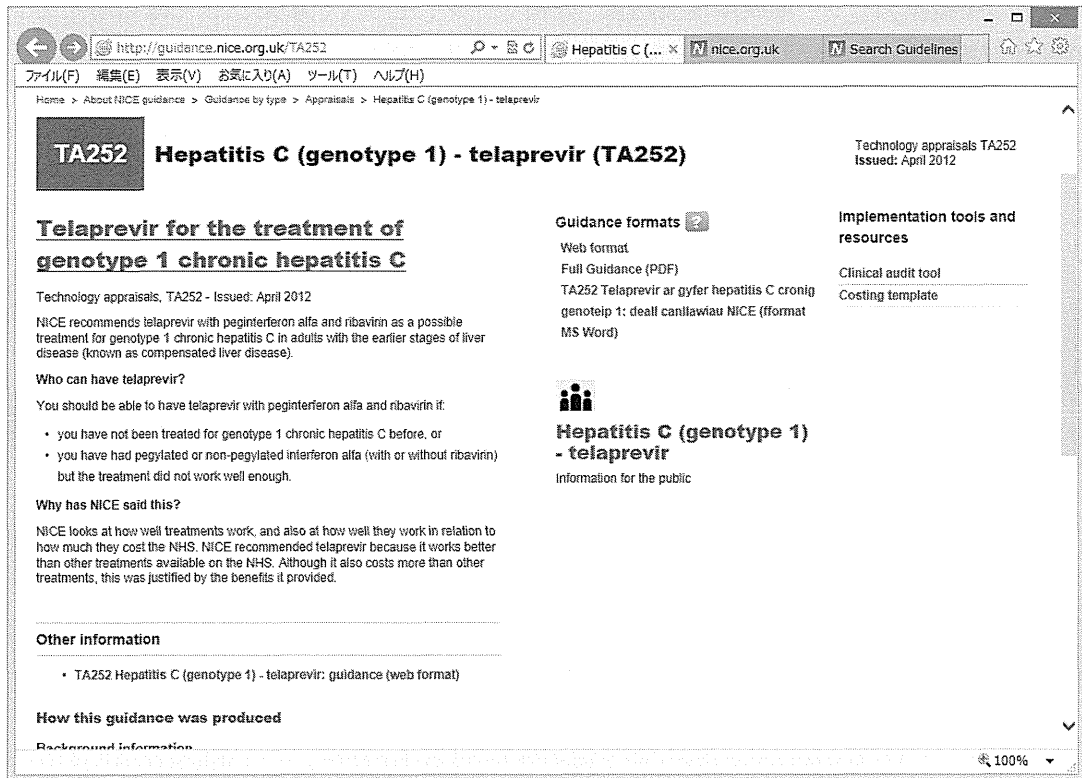 http://guidance.nice.org.uk/TA252
Hepatitis C (... ×
nice.org.uk
Search Guidelines
ファイル(F) 編集(E) 表示(V) お気に入り(A) ツール(T) ヘルプ(H)
Home > About NICE guidance > Guidance by type > Appraisals > Hepatitis C (genotype 1) - telaprevir
TA252
Hepatitis C (genotype 1) - telaprevir (TA252)
Technology appraisals TA252
Issued: April 2012
Telaprevir for the treatment of
genotype 1 chronic hepatitis C
Technology appraisals, TA252 - Issued: April 2012
NICE recommends telaprevir with peginterferon alfa and ribavirin as a possible
treatment for genotype 1 chronic hepatitis C in adults with the earlier stages of liver
disease (known as compensated liver disease).
Who can have telaprevir?
You should be able to have telaprevir with peginterferon alfa and ribavirin if:
• you have not been treated for genotype 1 chronic hepatitis C before, or
• you have had pegylated or non-pegylated interferon alfa (with or without ribavirin)
but the treatment did not work well enough.
Why has NICE said this?
NICE looks at how well treatments work, and also at how well they work in relation to
how much they cost the NHS. NICE recommended telaprevir because it works better
than other treatments available on the NHS. Although it also costs more than other
treatments, this was justified by the benefits it provided.
Other information
• TA252 Hepatitis C (genotype 1) - telaprevir: guidance (web format)
How this guidance was produced
Background information
Guidance formats ?
Web format
Full Guidance (PDF)
TA252 Telaprevir ar gyfer hepatitis C cronig
genoteip 1: deall canllawiau NICE (fformat
MS Word)
Hepatitis C (genotype 1)
- telaprevir
Information for the public
Implementation tools and
resources
Clinical audit tool
Costing template
100%